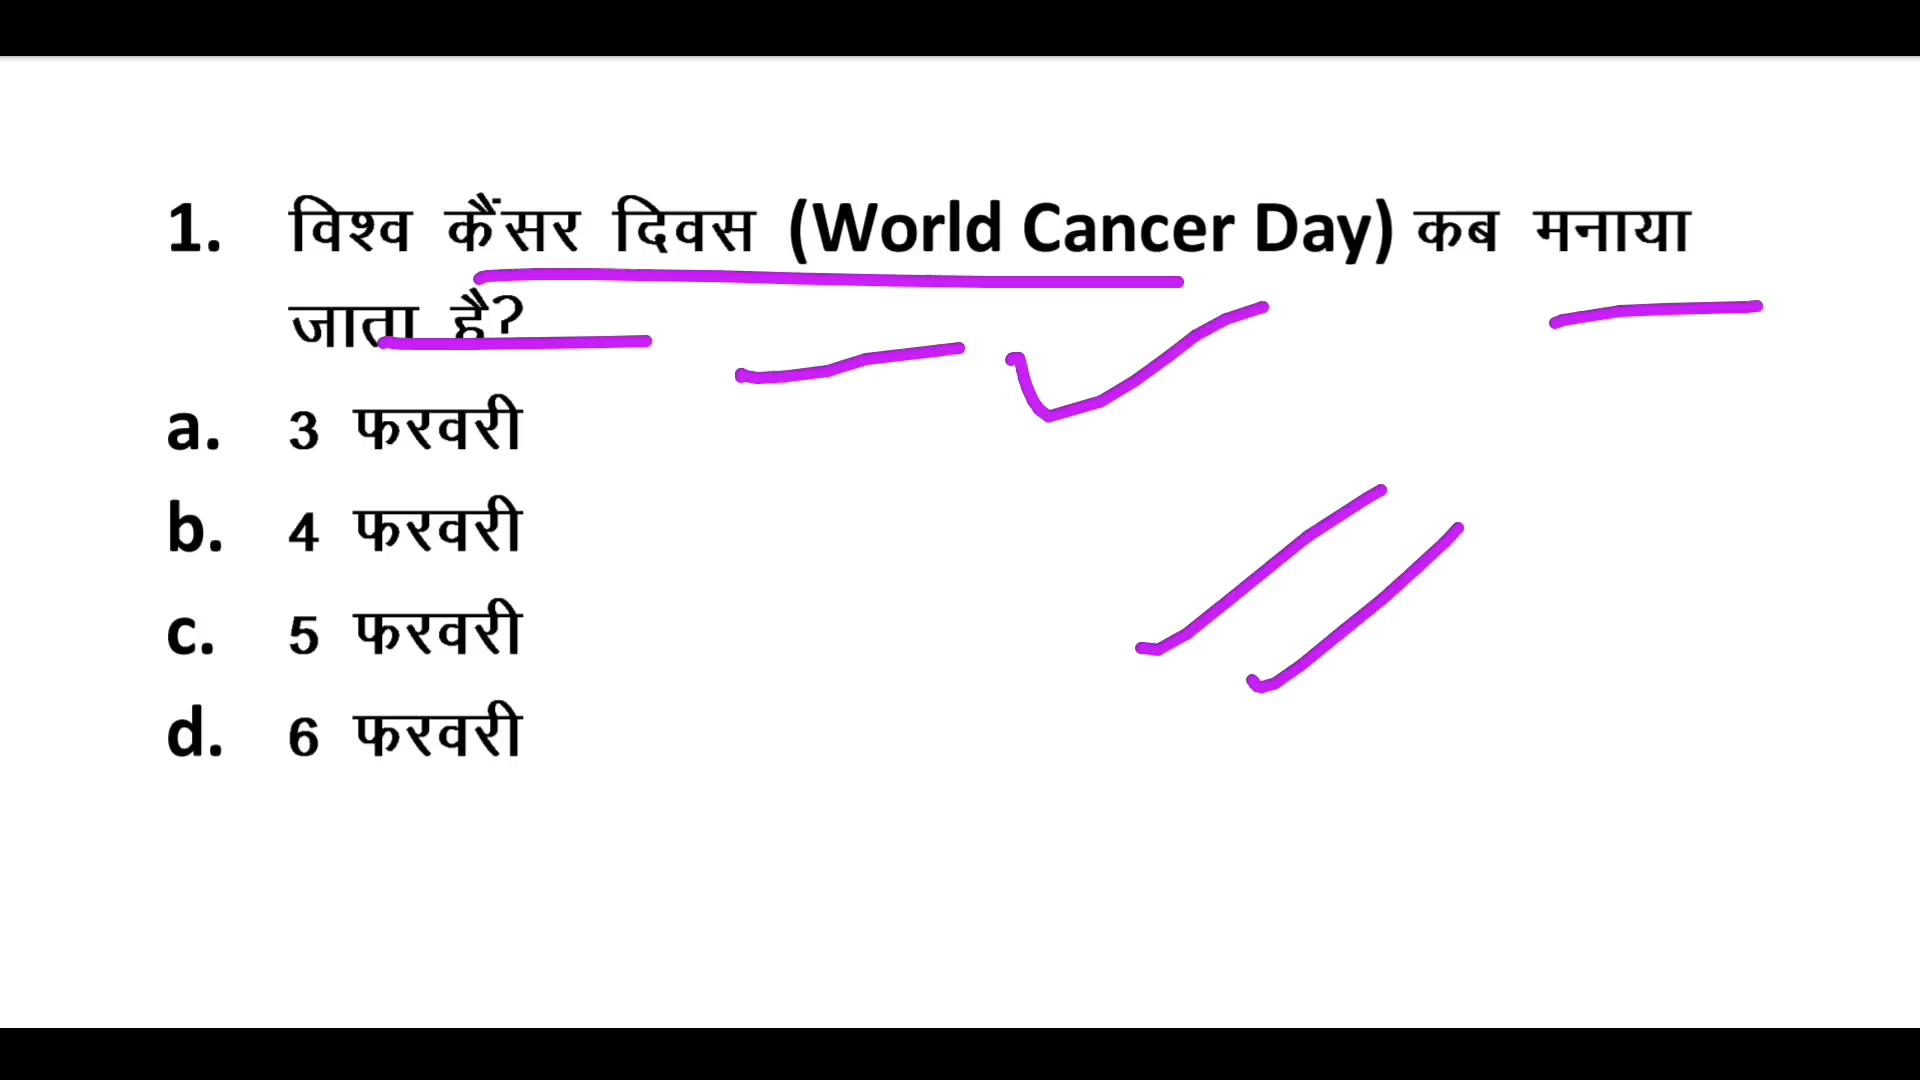 1. विश्व कैंसर दिवस (World Cancer Day) कब मनाया
जाता है?
a. 3 फरवरी
b. 4 फरवरी
c. 5 फरवरी
d. 6 फरवरी